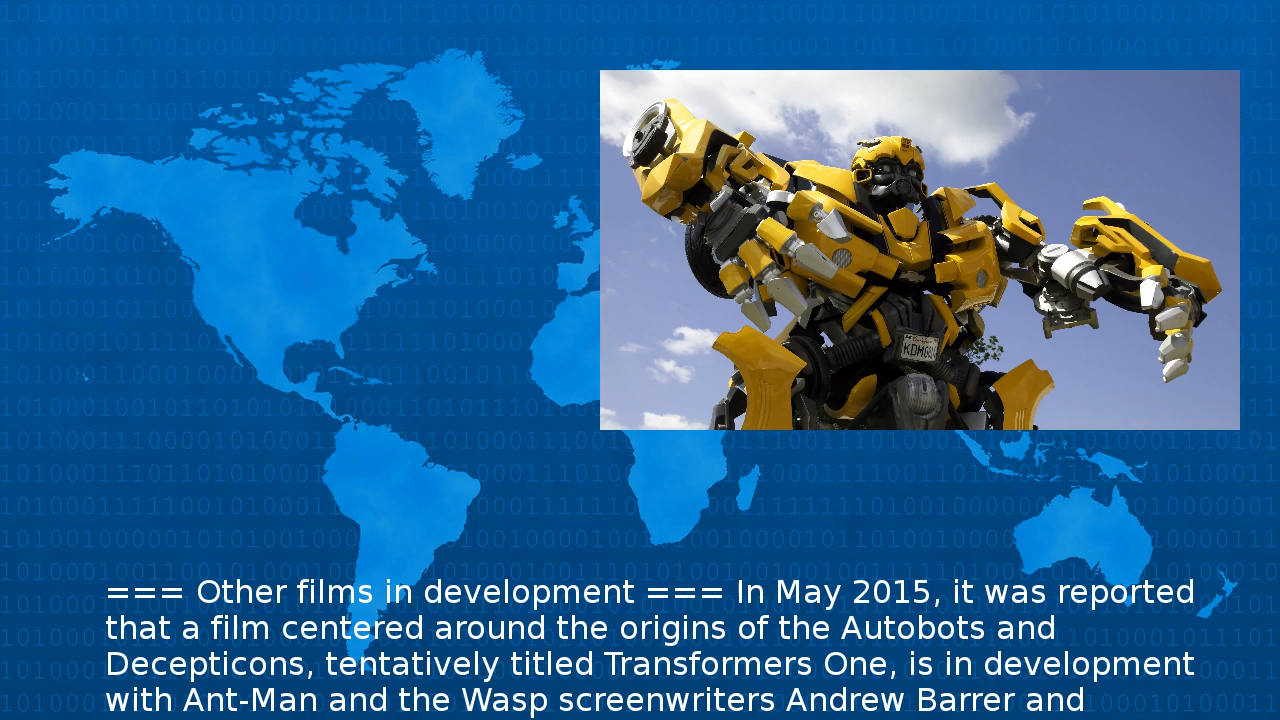 KDM
=== Other films in development === In May 2015, it was reported
that a film centered around the origins of the Autobots and
Decepticons, tentatively titled Transformers One, is in development
with Ant-Man and the Wasp screenwriters Andrew Barrer and